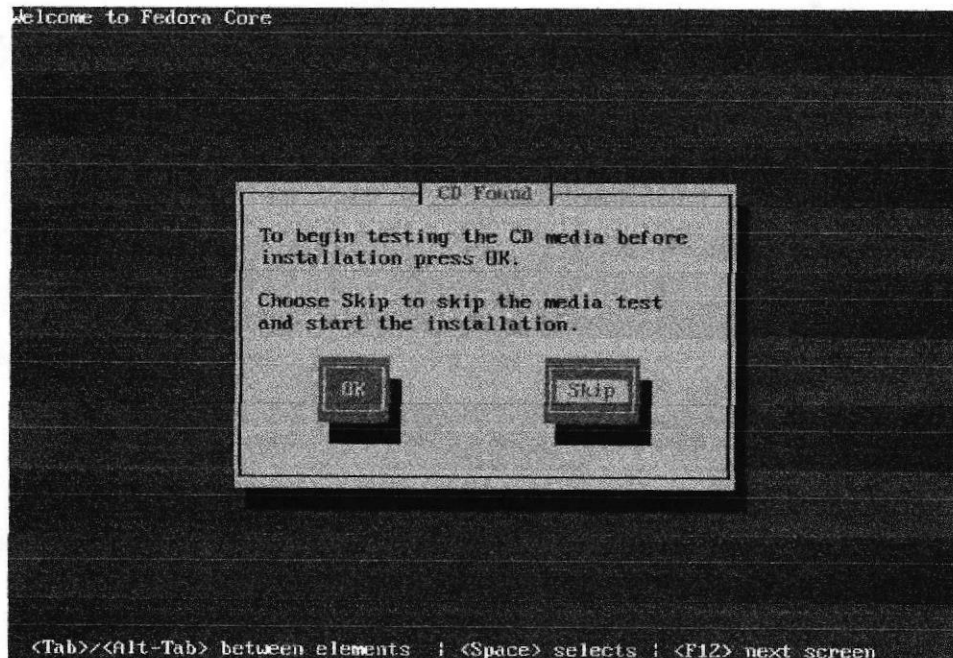 Welcome to Fedora Core
CD Found
To begin testing the CD media before
installation press OK.
Choose Skip to skip the media test
and start the installation.
OK
Skip
<Tab>/<Alt-Tab> between elements | <Space> selects | <F12> next screen